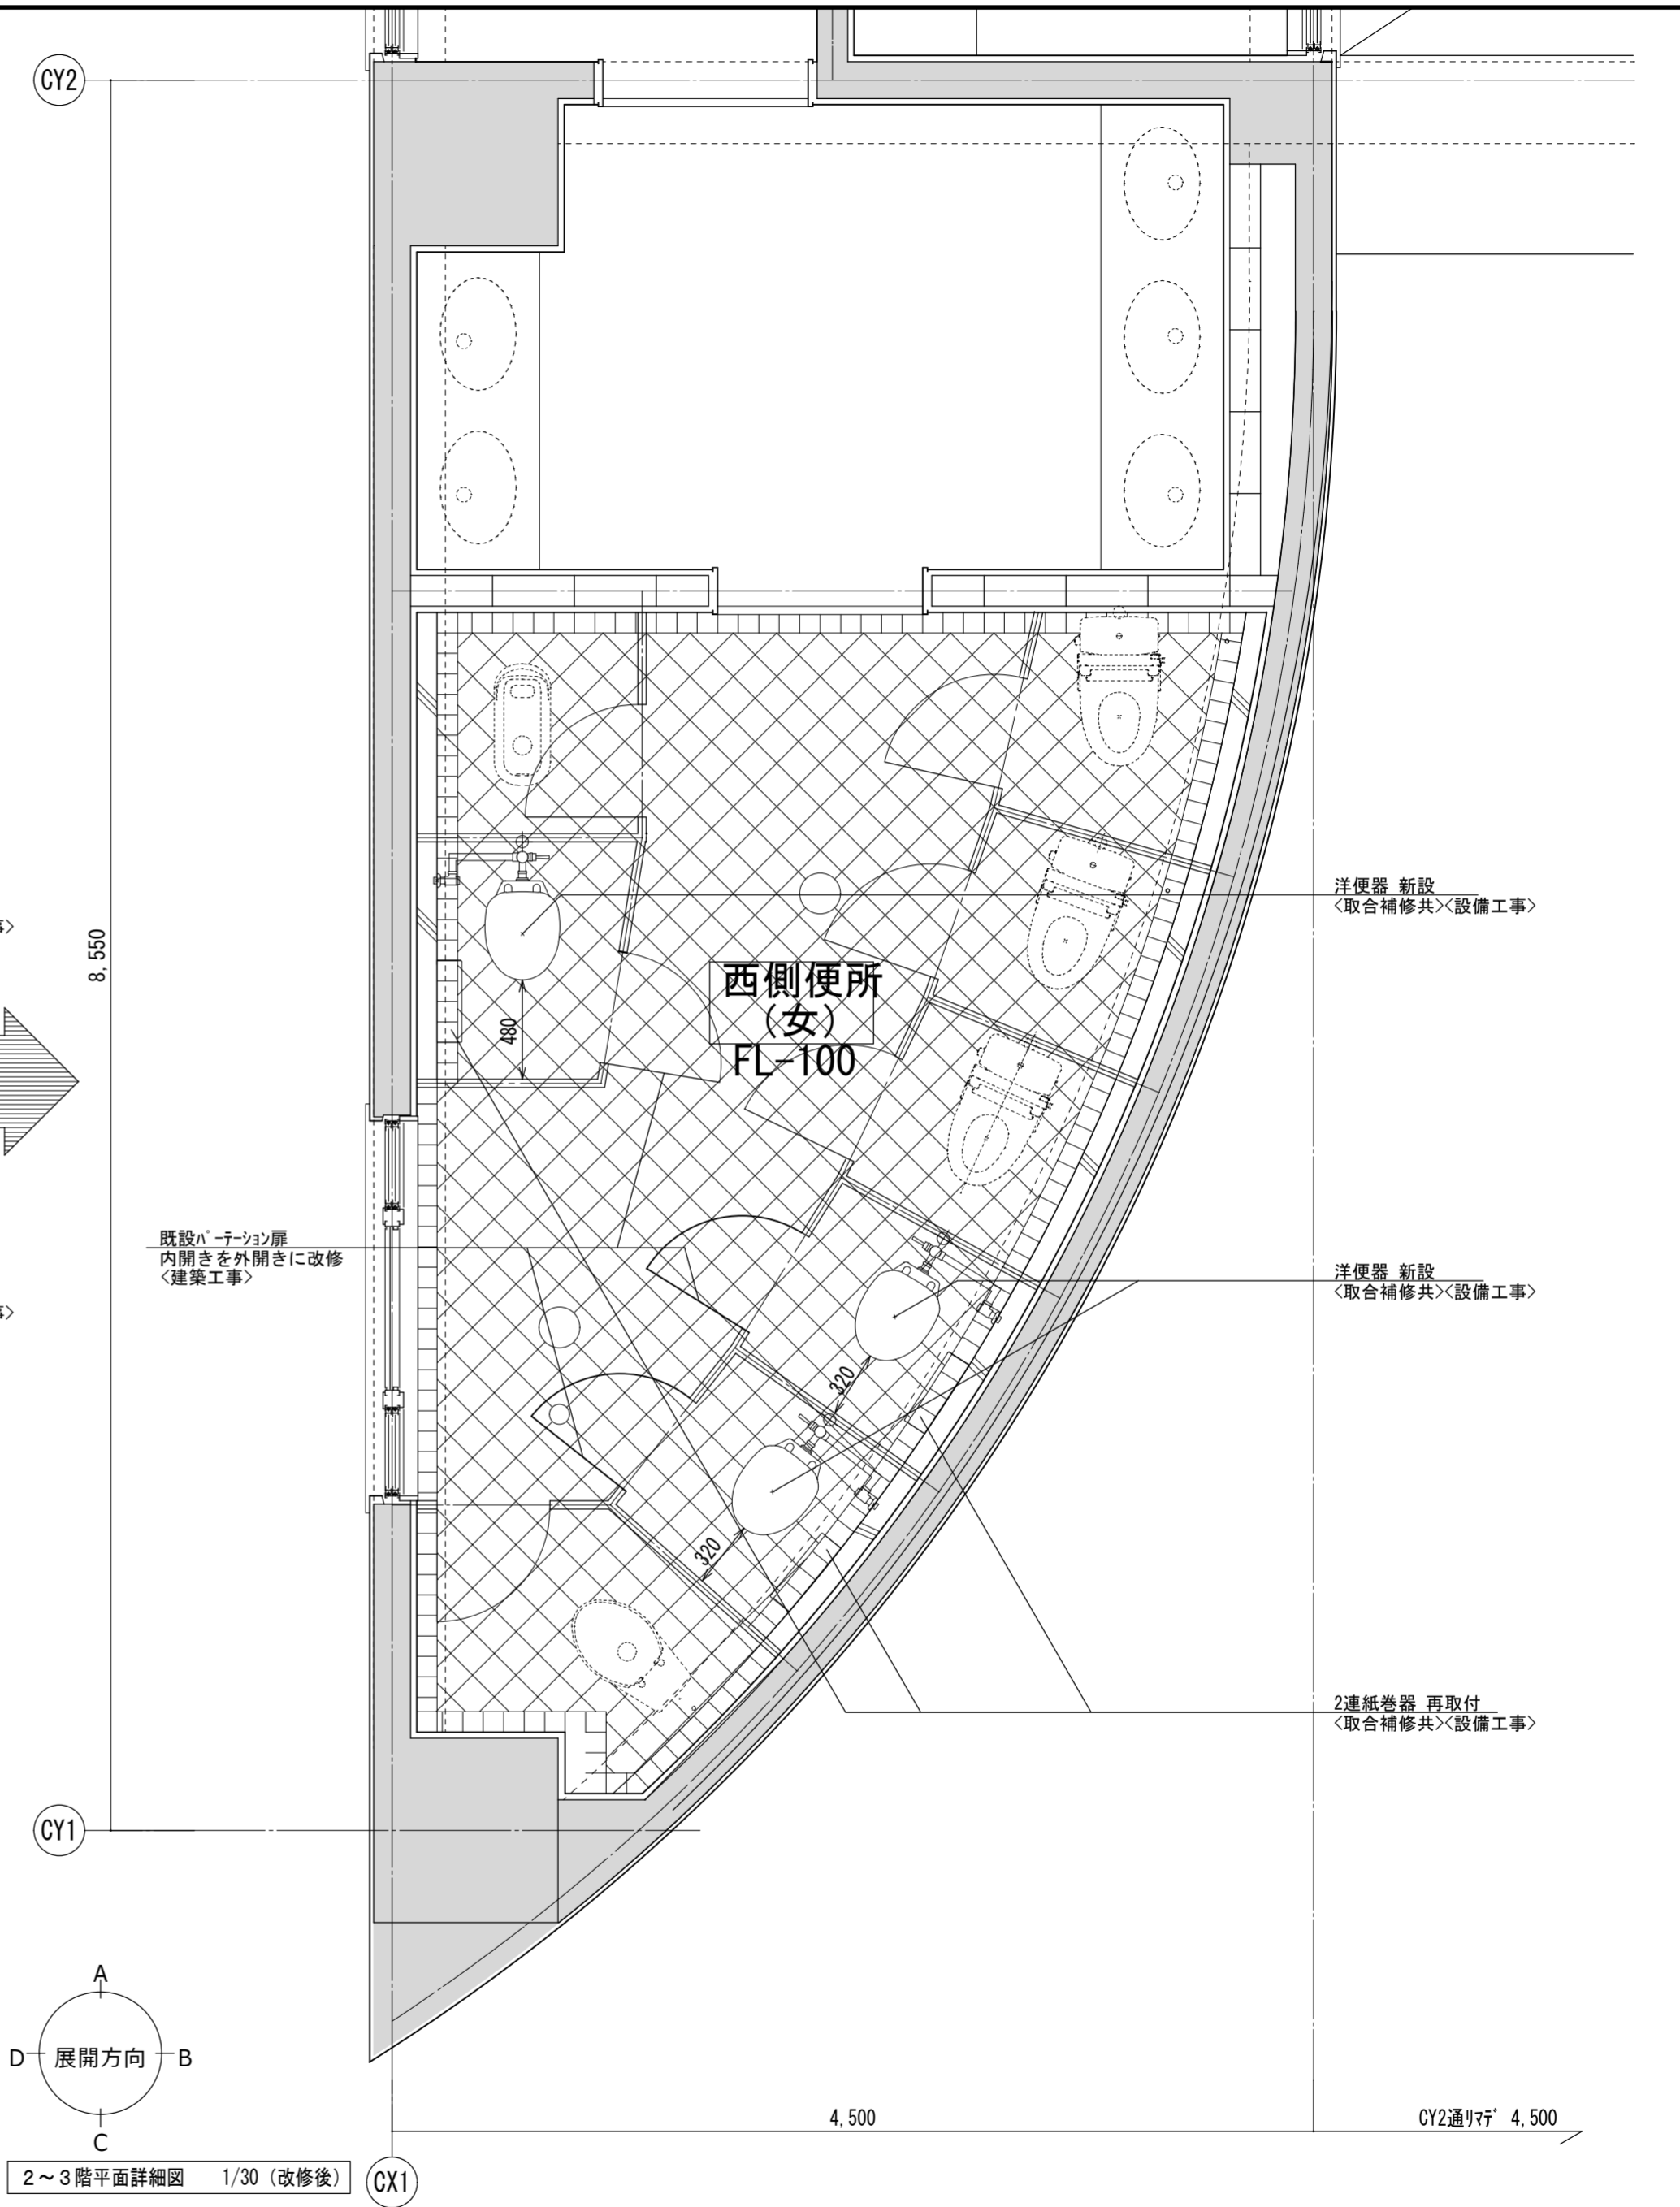 CY2
洋便器 新設
<取合補修共><設備工事>
事>
8,550
西側便所
(女)
FL-100
480
既設パーテーション扉
内開きを外開きに改修
<建築工事>
洋便器 新設
<取合補修共><設備工事>
事>
320
320
2連紙巻器 再取付
<取合補修共><設備工事>
CY1
A
D 展開方向 B
C
4,500
CY2通リマデ 4,500
2~3階平面詳細図 1/30 (改修後)
CX1